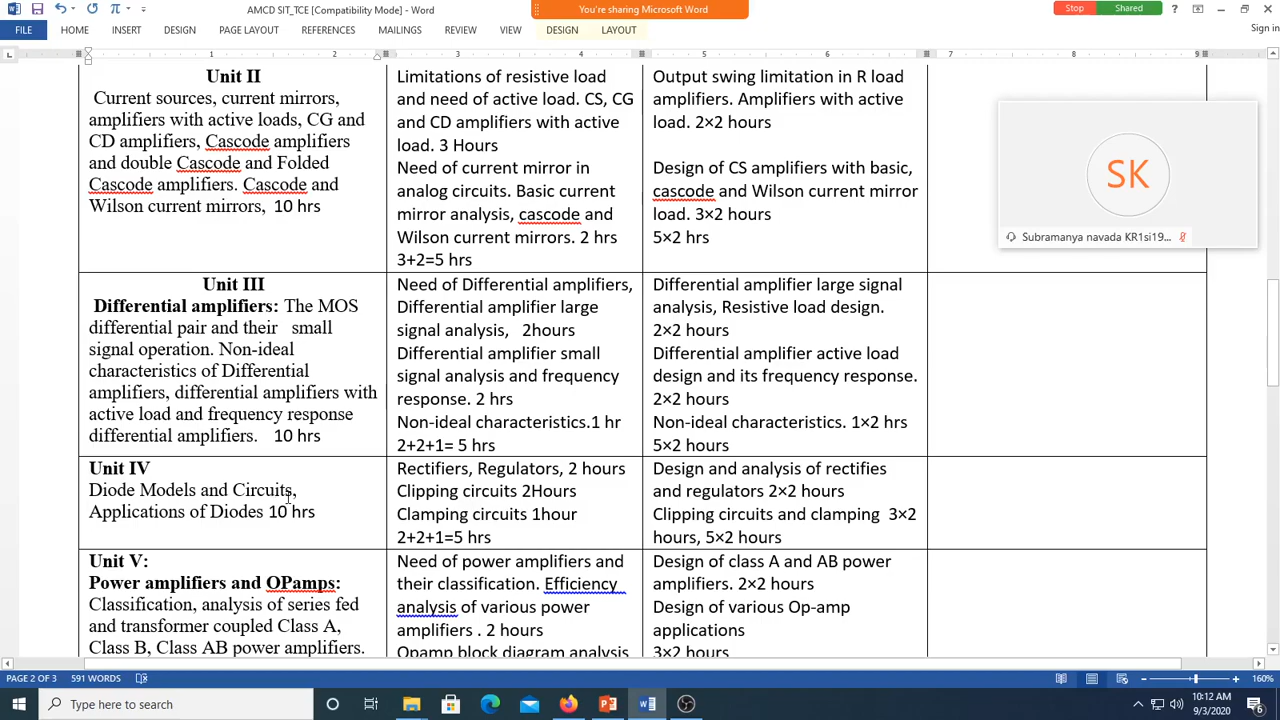 AMCD SIT_TCE [Compatibility Mode] - Word
You're sharing Microsoft Word
Stop
Shared
FILE
HOME
INSERT
DESIGN
PAGE LAYOUT
REFERENCES
MAILINGS
REVIEW
VIEW
DESIGN
LAYOUT
Sign in
1
2
3
4
5
6
7
8
9
Unit II
Current sources, current mirrors,
amplifiers with active loads, CG and
CD amplifiers, Cascode amplifiers
and double Cascode and Folded
Cascode amplifiers. Cascode and
Wilson current mirrors, 10 hrs
Limitations of resistive load
and need of active load. CS, CG
and CD amplifiers with active
load. 3 Hours
Need of current mirror in
analog circuits. Basic current
mirror analysis, cascode and
Wilson current mirrors. 2 hrs
3+2=5 hrs
Output swing limitation in R load
amplifiers. Amplifiers with active
load. 2×2 hours
Design of CS amplifiers with basic,
cascode and Wilson current mirror
load. 3×2 hours
5×2 hrs
SK
Subramanya navada KR1si19...
Unit III
Differential amplifiers: The MOS
differential pair and their small
signal operation. Non-ideal
characteristics of Differential
amplifiers, differential amplifiers with
active load and frequency response
differential amplifiers. 10 hrs
Need of Differential amplifiers,
Differential amplifier large
signal analysis, 2hours
Differential amplifier small
signal analysis and frequency
response. 2 hrs
Non-ideal characteristics.1 hr
2+2+1= 5 hrs
Differential amplifier large signal
analysis, Resistive load design.
2×2 hours
Differential amplifier active load
design and its frequency response.
2×2 hours
Non-ideal characteristics. 1×2 hrs
5×2 hours
Unit IV
Diode Models and Circuits,
Applications of Diodes 10 hrs
Rectifiers, Regulators, 2 hours
Clipping circuits 2Hours
Clamping circuits 1hour
2+2+1=5 hrs
Design and analysis of rectifies
and regulators 2×2 hours
Clipping circuits and clamping 3×2
hours, 5×2 hours
Unit V:
Power amplifiers and OPamps:
Classification, analysis of series fed
and transformer coupled Class A,
Class B, Class AB power amplifiers.
Need of power amplifiers and
their classification. Efficiency
analysis of various power
amplifiers . 2 hours
Opamp block diagram analysis
Design of class A and AB power
amplifiers. 2×2 hours
Design of various Op-amp
applications
3×2 hours
PAGE 2 OF 3
591 WORDS
160%
Type here to search
10:12 AM
9/3/2020
6